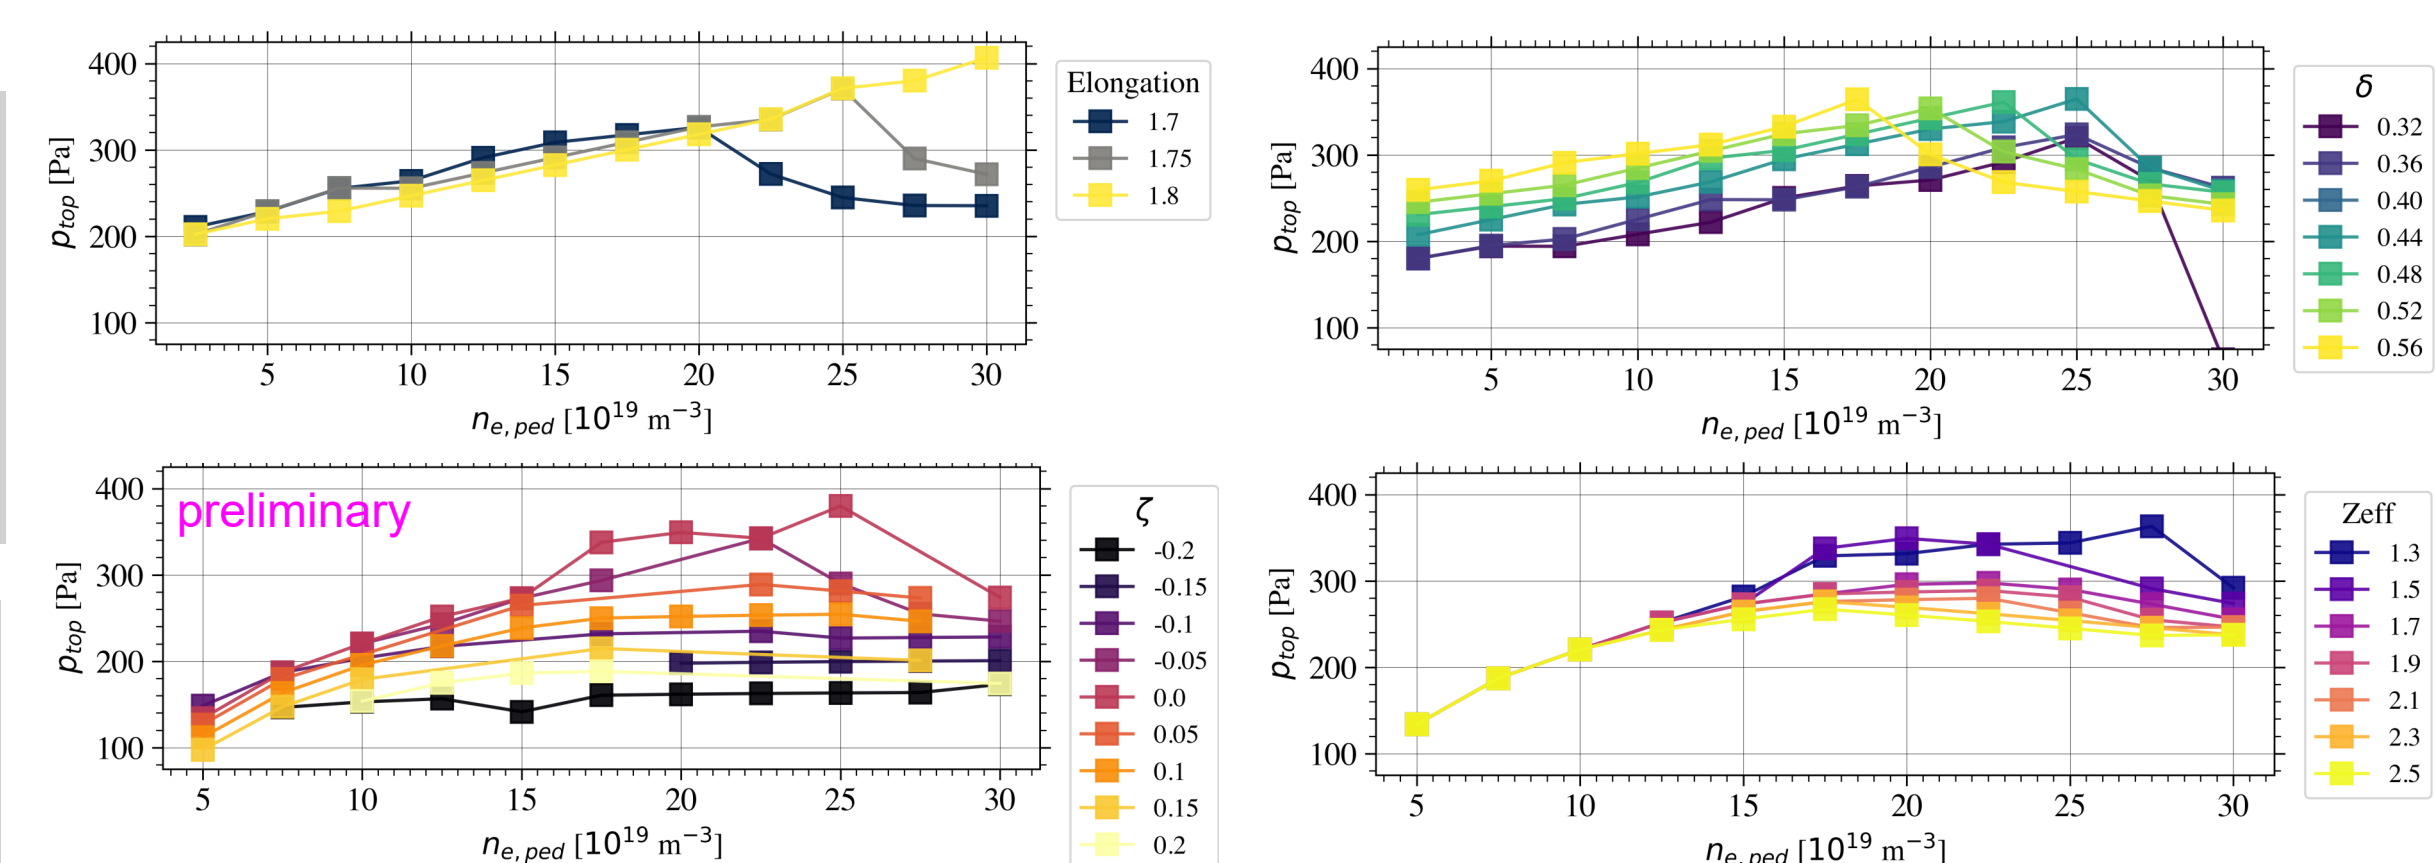 400
300
200
100
p_top [Pa]
5 10 15 20 25 30
n_e,ped [10^19 m^−3]
Elongation
1.7
1.75
1.8
400
300
200
100
p_top [Pa]
5 10 15 20 25 30
n_e,ped [10^19 m^−3]
δ
0.32
0.36
0.40
0.44
0.48
0.52
0.56
preliminary
400
300
200
100
p_top [Pa]
5 10 15 20 25 30
n_e,ped [10^19 m^−3]
ζ
-0.2
-0.15
-0.1
-0.05
0.0
0.05
0.1
0.15
0.2
400
300
200
100
p_top [Pa]
5 10 15 20 25 30
n_e,ped [10^19 m^−3]
Zeff
1.3
1.5
1.7
1.9
2.1
2.3
2.5